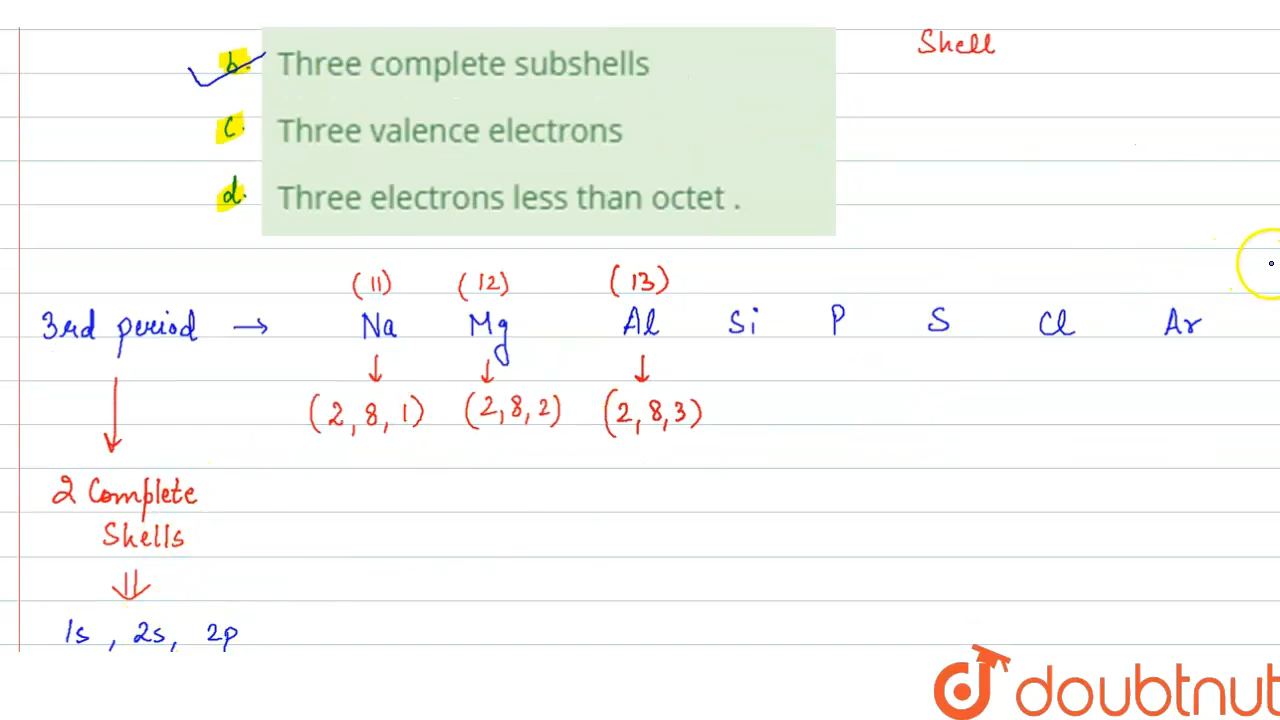 Shell
b. Three complete subshells
c. Three valence electrons
d. Three electrons less than octet .
(11) (12) (13)
3rd period → Na Mg Al Si P S Cl Ar
↓ ↓ ↓
(2,8,1) (2,8,2) (2,8,3)
2 Complete
Shells
⇓
1s , 2s, 2p
doubtnut